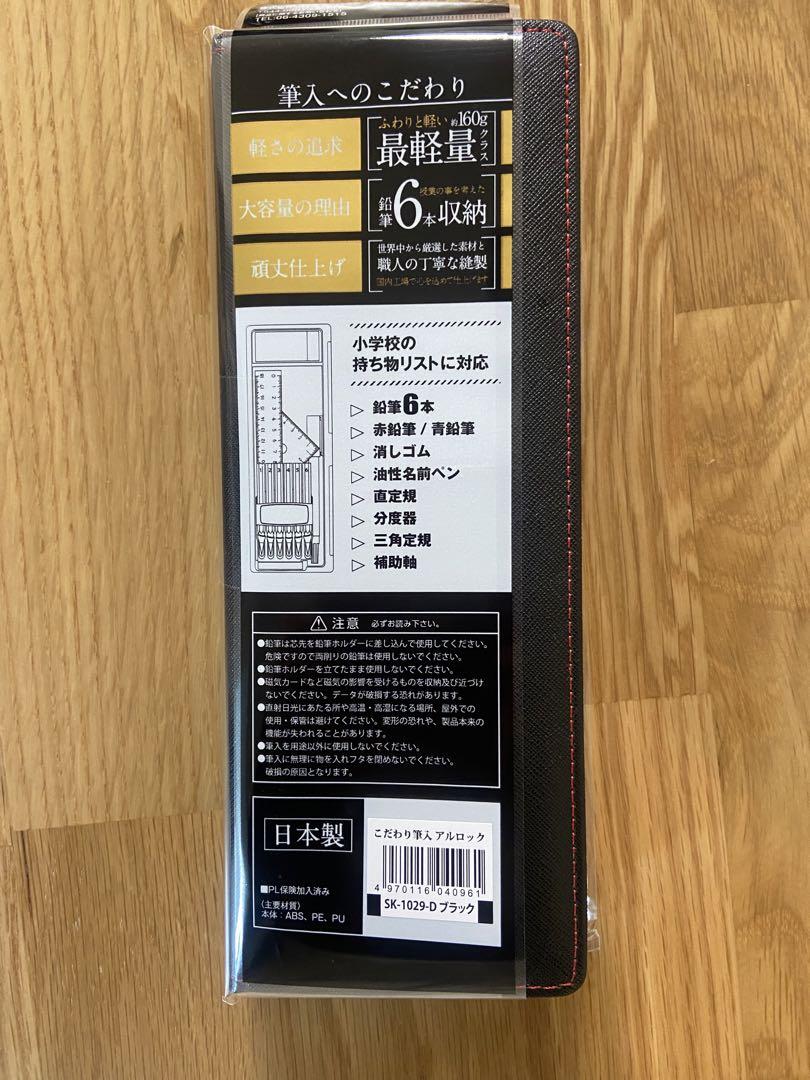 TEL:06-4309-1515
筆入へのこだわり
軽さの追求
ふわりと軽い 約160g
最軽量クラス
大容量の理由
授業の事を考えた
鉛筆6本収納
頑丈仕上げ
世界中から厳選した素材と
職人の丁寧な縫製
国内工場で心を込めて仕上げます
小学校の
持ち物リストに対応
鉛筆6本
赤鉛筆 / 青鉛筆
消しゴム
油性名前ペン
直定規
分度器
三角定規
補助軸
注意 必ずお読み下さい。
●鉛筆は芯先を鉛筆ホルダーに差し込んで使用してください。
危険ですので両削りの鉛筆は使用しないでください。
●鉛筆ホルダーを立てたまま使用しないでください。
●磁気カードなど磁気の影響を受けるものを収納及び近づけ
ないでください。データが破損する恐れがあります。
●直射日光にあたる所や高温・高湿になる場所、屋外での
使用・保管は避けてください。変形の恐れや、製品本来の
機能が失われることがあります。
●筆入を用途以外に使用しないでください。
●筆入に無理に物を入れフタを閉めないでください。
破損の原因となります。
日本製
■PL保険加入済み
（主要材質）
本体：ABS、PE、PU
こだわり筆入 アルロック
4 970116 040961
SK-1029-D ブラック